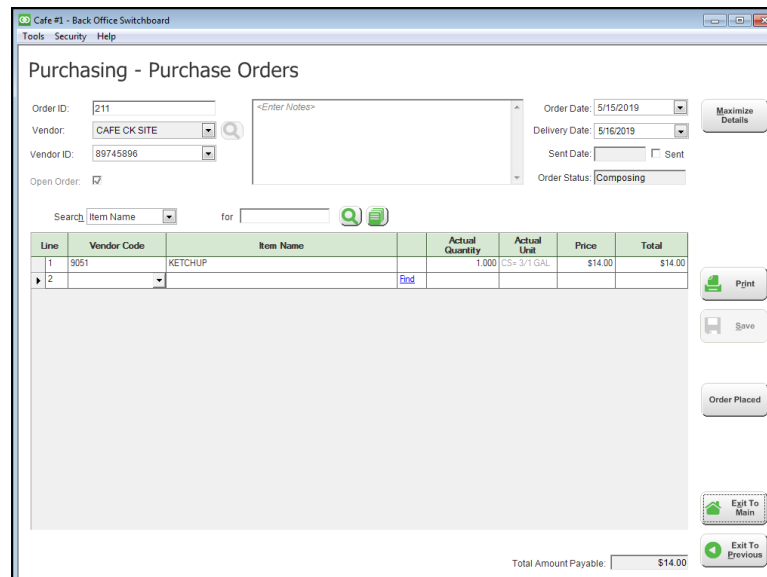 Cafe #1 - Back Office Switchboard
Tools Security Help
Purchasing - Purchase Orders
Order ID: 211
<Enter Notes>
Order Date: 5/15/2019
Maximize Details
Vendor: CAFE CK SITE
Delivery Date: 5/16/2019
Vendor ID: 89745896
Sent Date: Sent
Open Order:
Order Status: Composing
Search Item Name for
Line Vendor Code Item Name Actual Quantity Actual Unit Price Total
1 9051 KETCHUP 1.000 CS= 3/1 GAL $14.00 $14.00
2 Find
Print
Save
Order Placed
Exit To Main
Exit To Previous
Total Amount Payable: $14.00